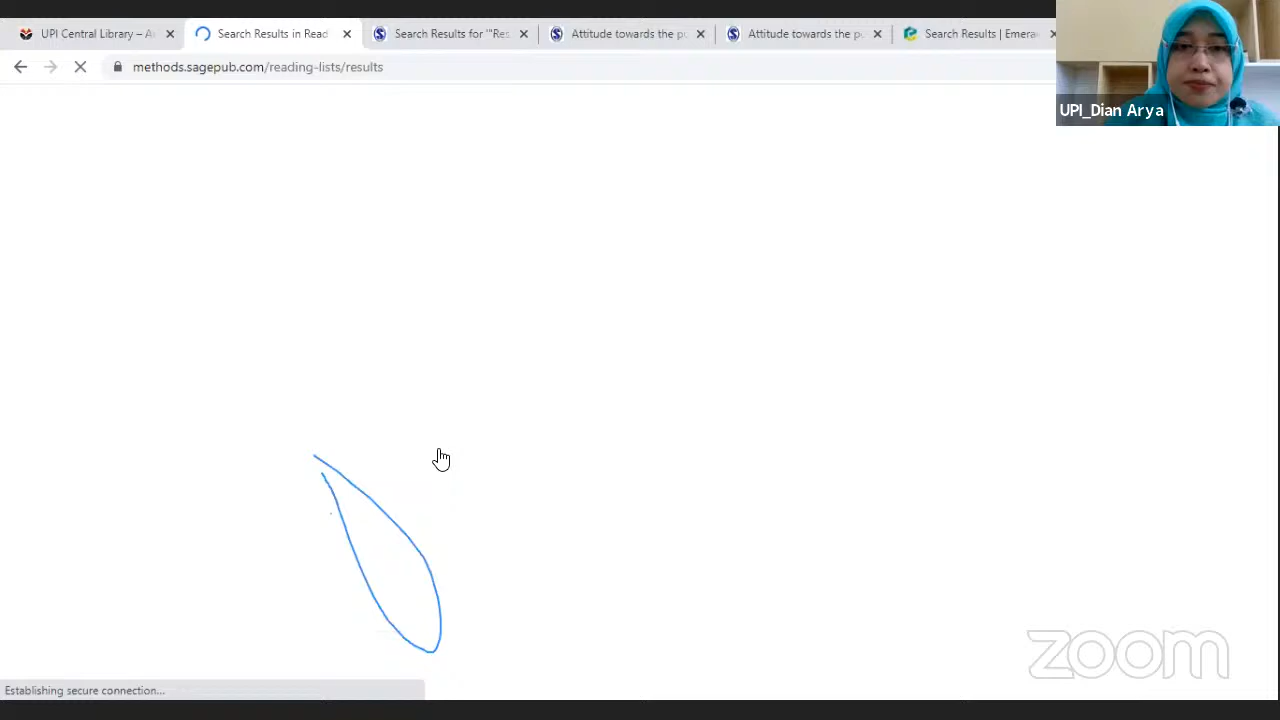 UPI Central Library – A
Search Results in Read
Search Results for '"Res
Attitude towards the pu
Attitude towards the pu
Search Results | Emera
methods.sagepub.com/reading-lists/results
UPI_Dian Arya
zoom
Establishing secure connection...